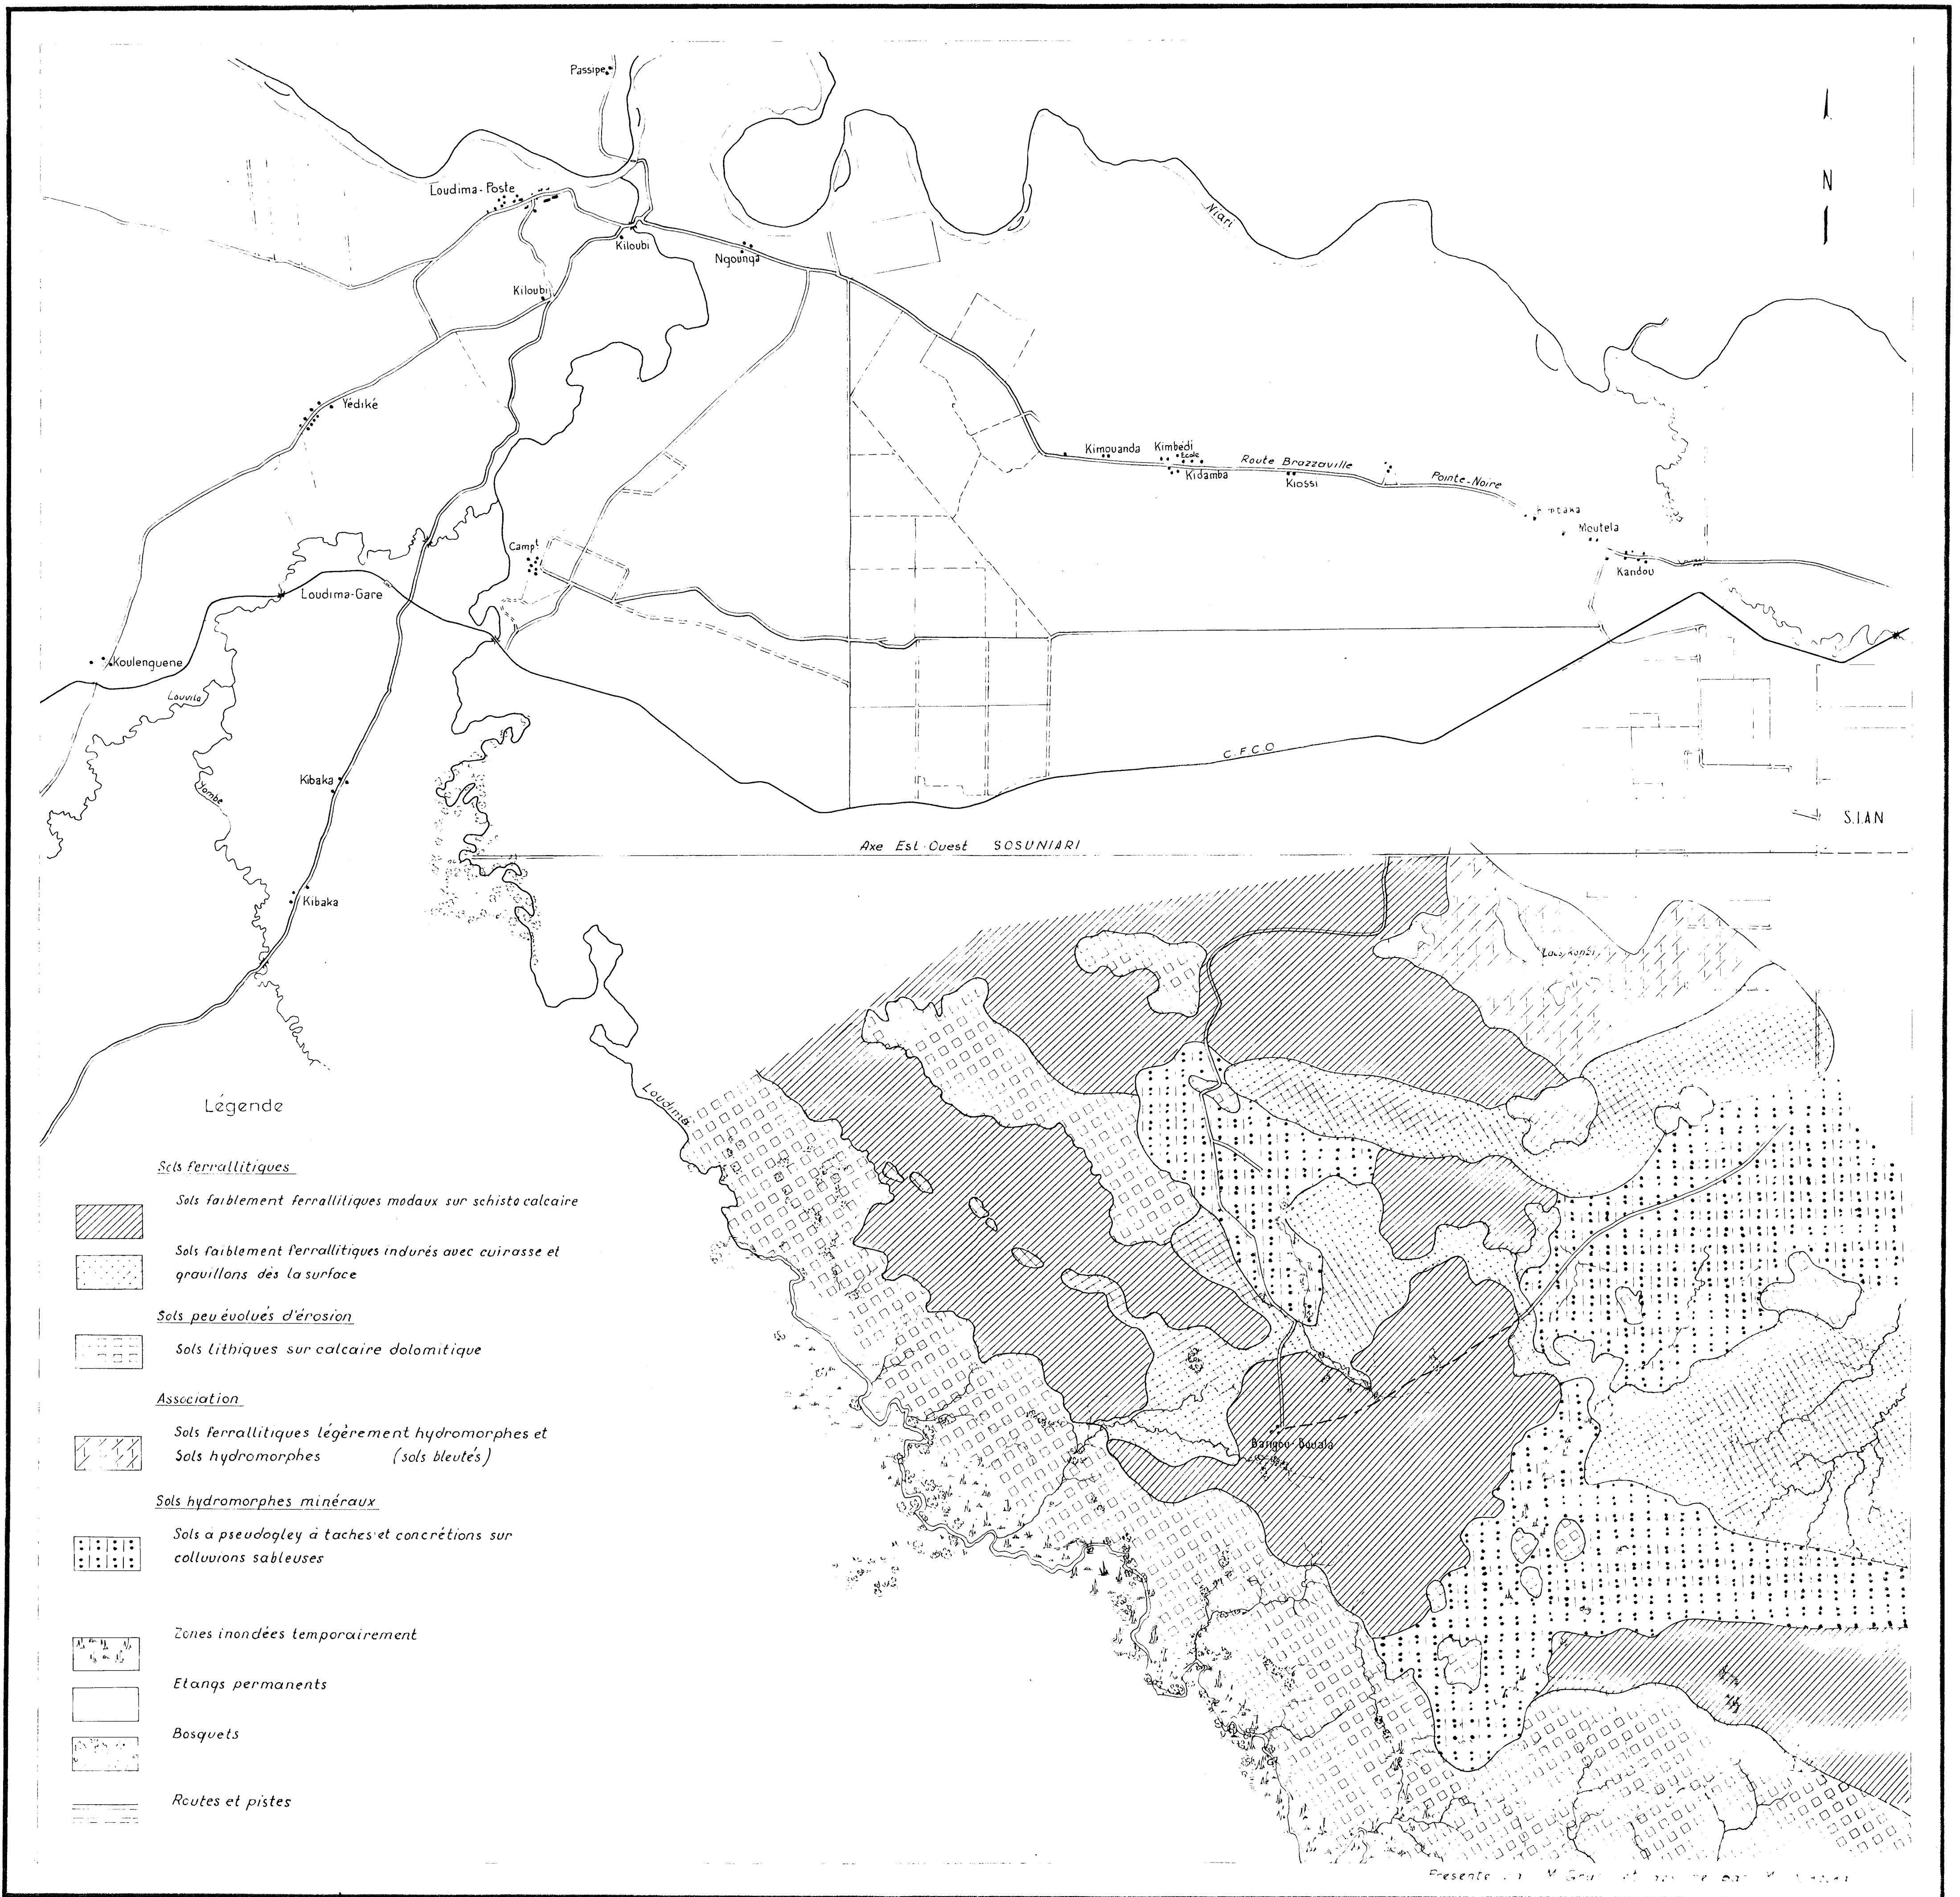 Passipe
N
Loudima-Poste
Niari
Kiloubi
Ngounga
Kiloubi
Yédiké
Kimouanda
Kimbédi
Ecole
Kidamba
Route Brazzaville
Kiossi
Pointe-Noire
Moutela
Kandou
Campt
Loudima-Gare
Koulenguene
Louvila
C.F.C.O
Kibaka
Yombe
S.I.A.N
Axe Est-Ouest SOSUNIARI
Kibaka
Loudima
Bangou-Bouala
Légende
Sols ferrallitiques
Sols faiblement ferrallitiques modaux sur schisto calcaire
Sols faiblement ferrallitiques indurés avec cuirasse et
gravillons dès la surface
Sols peu évolués d'érosion
Sols lithiques sur calcaire dolomitique
Association
Sols ferrallitiques légèrement hydromorphes et
Sols hydromorphes (sols bleutés)
Sols hydromorphes minéraux
Sols a pseudogley à taches et concrétions sur
colluvions sableuses
Zones inondées temporairement
Etangs permanents
Bosquets
Routes et pistes